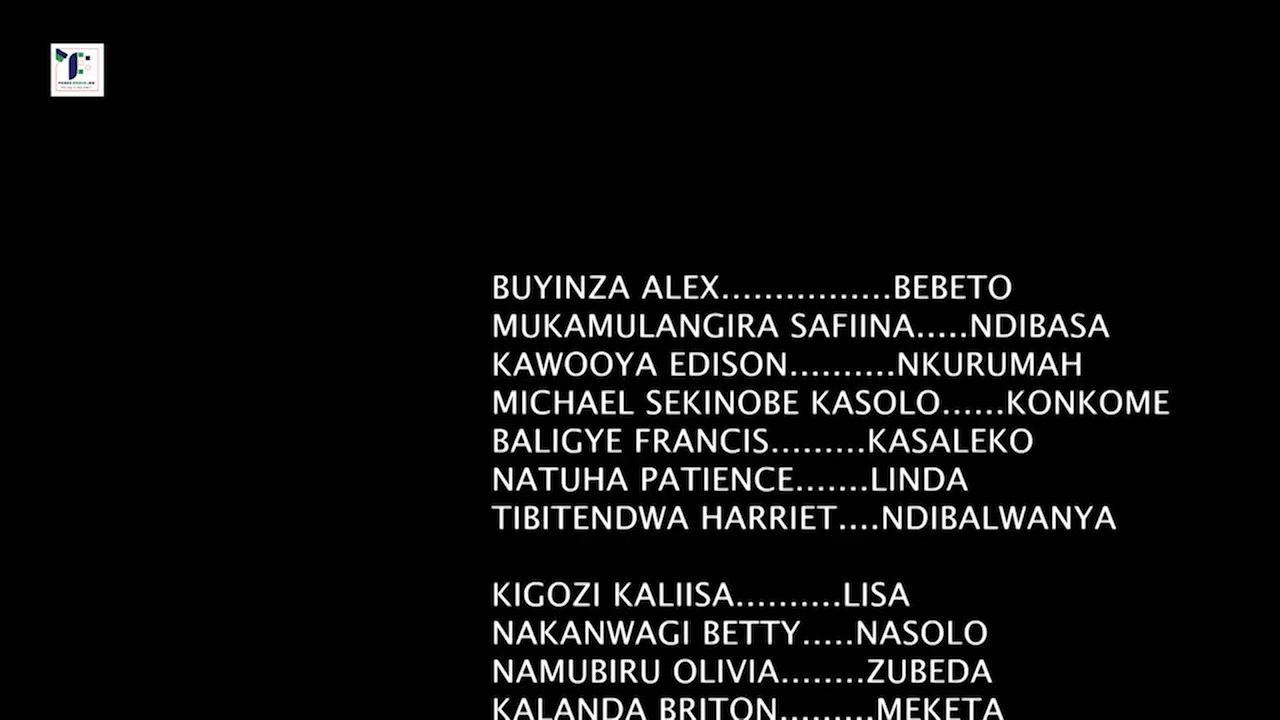 BUYINZA ALEX................BEBETO
MUKAMULANGIRA SAFIINA.....NDIBASA
KAWOOYA EDISON..........NKURUMAH
MICHAEL SEKINOBE KASOLO......KONKOME
BALIGYE FRANCIS.........KASALEKO
NATUHA PATIENCE.......LINDA
TIBITENDWA HARRIET....NDIBALWANYA
KIGOZI KALIISA..........LISA
NAKANWAGI BETTY.....NASOLO
NAMUBIRU OLIVIA........ZUBEDA
KALANDA BRITON.........MEKETA